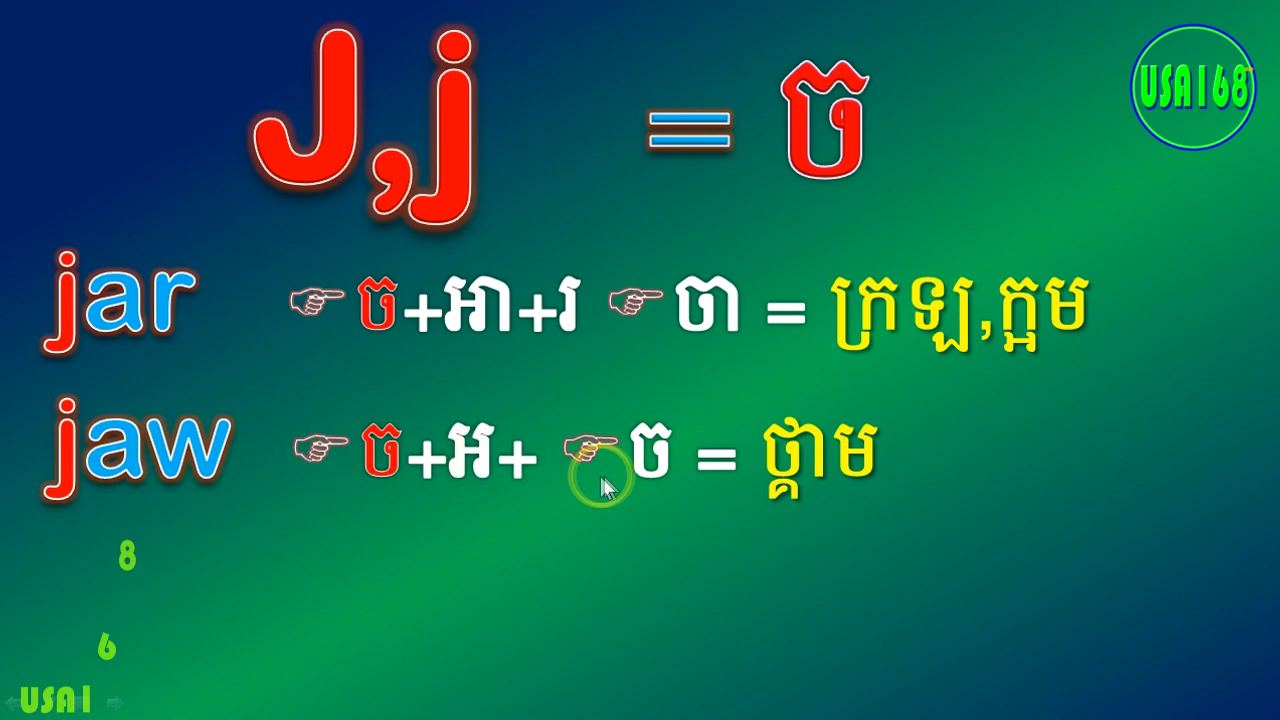 J,j = ច
USA168
jar ☞ ច+អា+រ ☞ ចា = ក្រឡ,ក្អម
jaw ☞ ច+អ+ ☞ ច = ថ្គាម
8
6
USA1